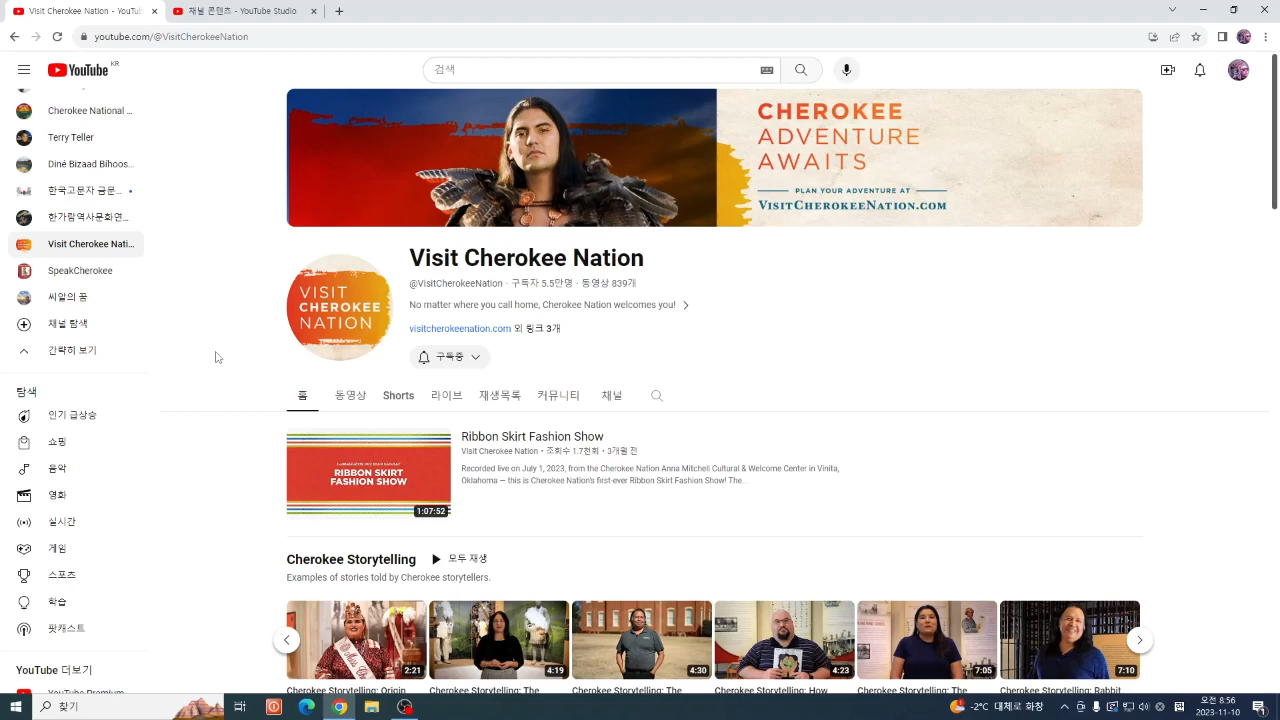 Visit Cherokee Nation - YouTube
채널 콘텐츠 - YouTube Studio
youtube.com/@VisitCherokeeNation
YouTube KR
검색
Cherokee National ...
Terry Teller
Diné Bizaad Bíhoos...
한국고문자 금문...
한가람역사문화연...
Visit Cherokee Nati...
SpeakCherokee
씨알의 꿈
채널 탐색
간략히 보기
탐색
인기 급상승
쇼핑
음악
영화
실시간
게임
스포츠
학습
팟캐스트
YouTube 더보기
YouTube Premium
CHEROKEE
ADVENTURE
AWAITS
PLAN YOUR ADVENTURE AT
VISITCHEROKEENATION.COM
VISIT
CHEROKEE
NATION
Visit Cherokee Nation
@VisitCherokeeNation · 구독자 5.5만명 · 동영상 839개
No matter where you call home, Cherokee Nation welcomes you!
visitcherokeenation.com 외 링크 3개
구독중
홈 동영상 Shorts 라이브 재생목록 커뮤니티 채널
RIBBON SKIRT
FASHION SHOW
1:07:52
Ribbon Skirt Fashion Show
Visit Cherokee Nation • 조회수 1.7천회 • 3개월 전
Recorded live on July 1, 2023, from the Cherokee Nation Anna Mitchell Cultural & Welcome Center in Vinita,
Oklahoma — this is Cherokee Nation's first-ever Ribbon Skirt Fashion Show! The...
Cherokee Storytelling 모두 재생
Examples of stories told by Cherokee storytellers.
2:21 4:19 4:30 4:23 7:05 7:10
Cherokee Storytelling: Origin Cherokee Storytelling: The Cherokee Storytelling: The Cherokee Storytelling: How Cherokee Storytelling: The Cherokee Storytelling: Rabbit
찾기
-2°C 대체로 화창
오전 8:56
2023-11-10